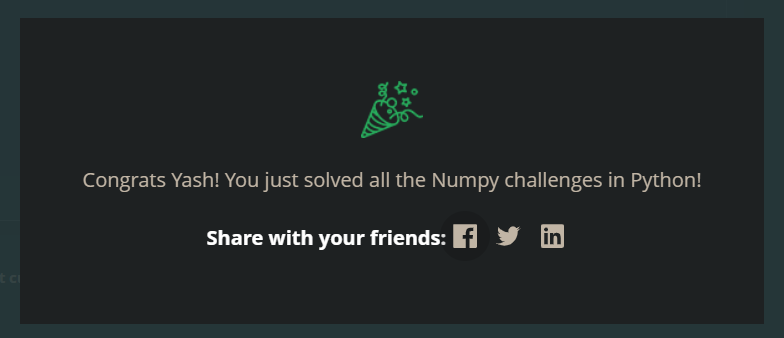 Congrats Yash! You just solved all the Numpy challenges in Python!
Share with your friends: